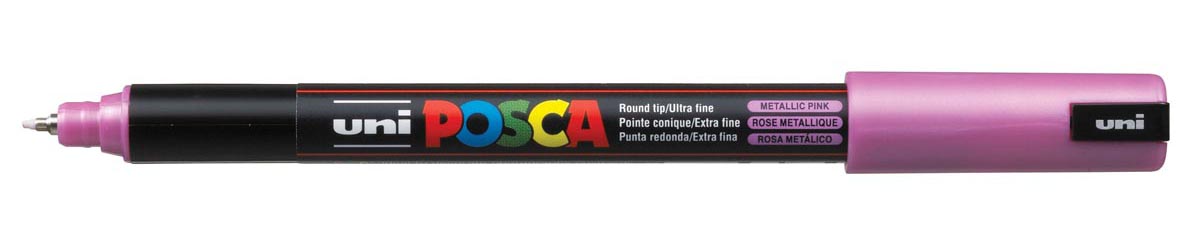 uni POSCA
Round tip/Ultra fine
Pointe conique/Extra fine
Punta redonda/Extra fine
METALLIC PINK
ROSE METALLIQUE
ROSA METÁLICO
uni